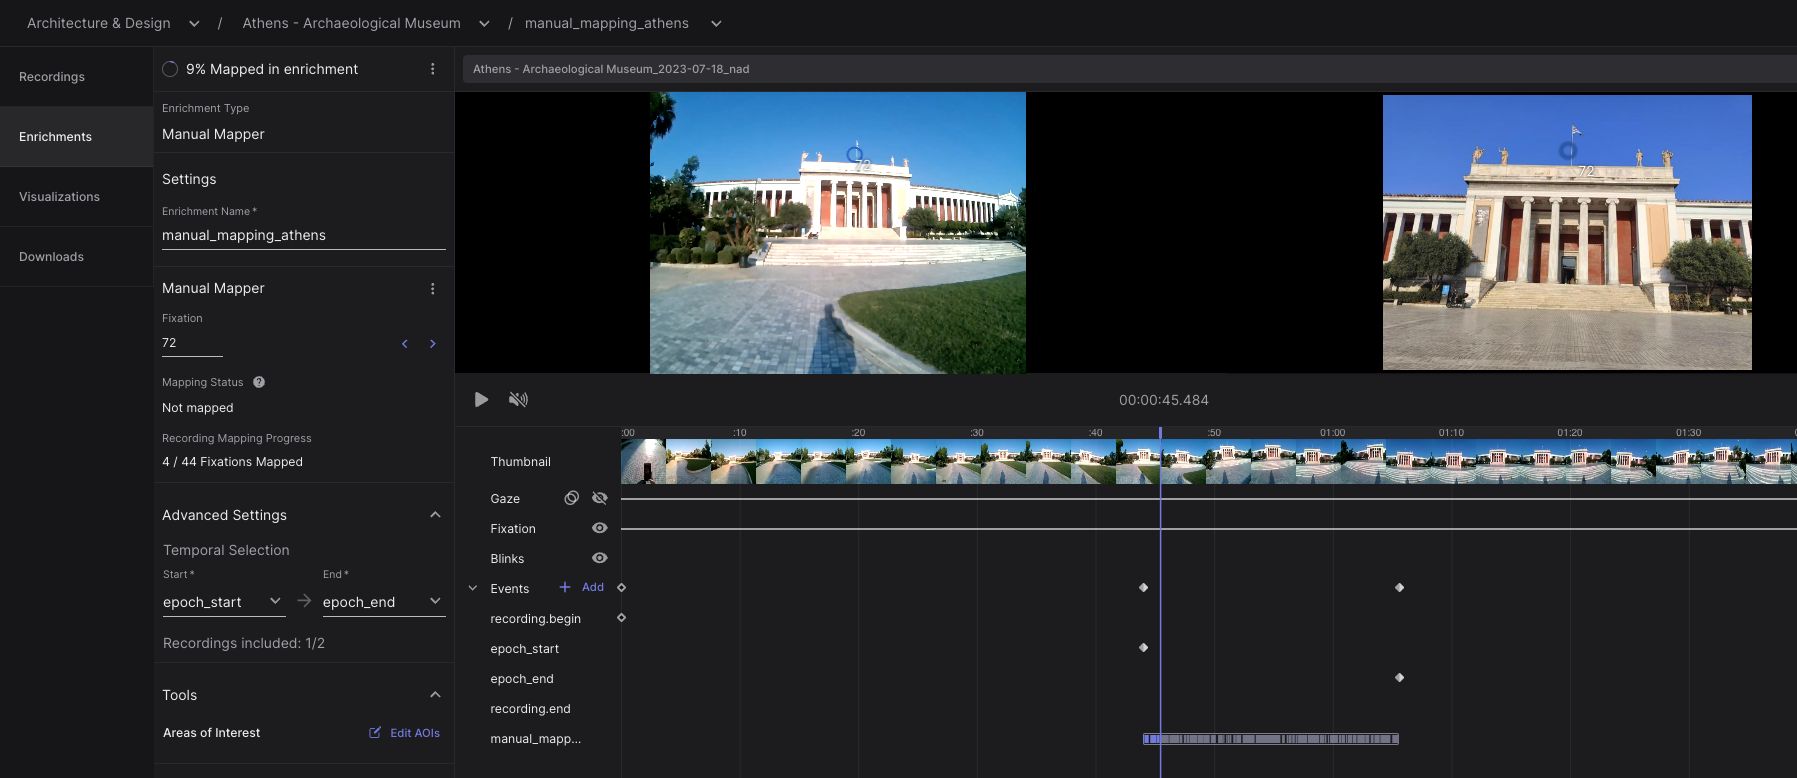 Architecture & Design / Athens - Archaeological Museum / manual_mapping_athens
Recordings
Enrichments
Visualizations
Downloads
9% Mapped in enrichment
Enrichment Type
Manual Mapper
Settings
Enrichment Name*
manual_mapping_athens
Manual Mapper
Fixation
72
Mapping Status ?
Not mapped
Recording Mapping Progress
4 / 44 Fixations Mapped
Advanced Settings
Temporal Selection
Start* End*
epoch_start epoch_end
Recordings included: 1/2
Tools
Areas of Interest Edit AOIs
Athens - Archaeological Museum_2023-07-18_nad
72
72
00:00:45.484
:00 :10 :20 :30 :40 :50 01:00 01:10 01:20 01:30
Thumbnail
Gaze
Fixation
Blinks
Events + Add
recording.begin
epoch_start
epoch_end
recording.end
manual_mapp...